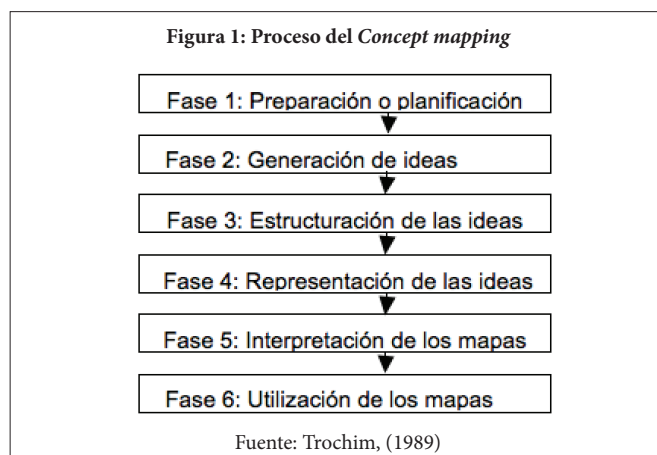 Figura 1: Proceso del Concept mapping
Fase 1: Preparación o planificación
Fase 2: Generación de ideas
Fase 3: Estructuración de las ideas
Fase 4: Representación de las ideas
Fase 5: Interpretación de los mapas
Fase 6: Utilización de los mapas
Fuente: Trochim, (1989)